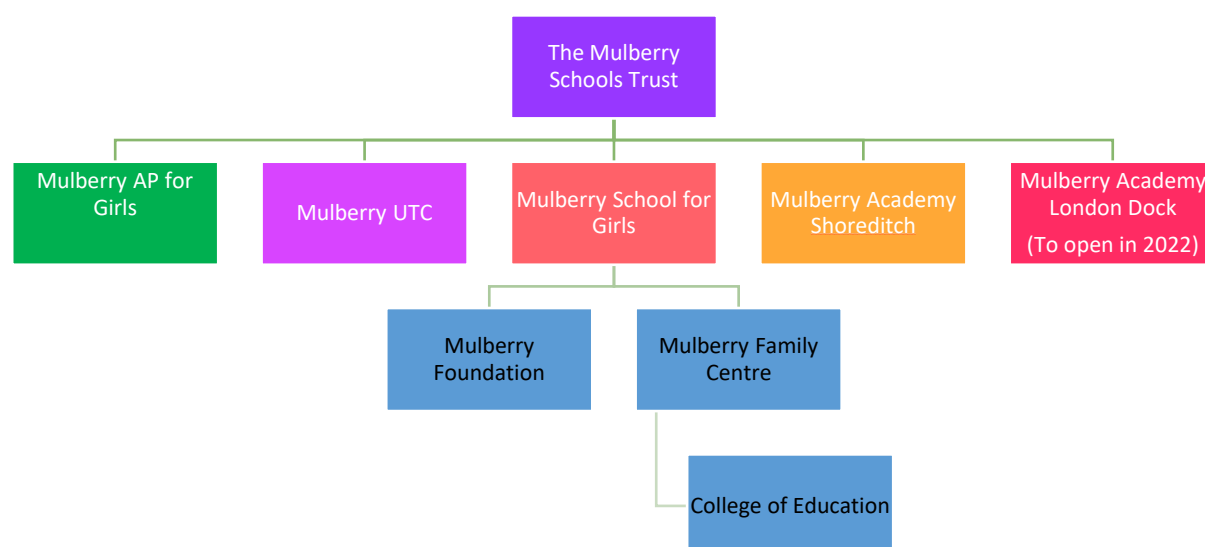 The Mulberry
Schools Trust
Mulberry AP for
Girls
Mulberry UTC
Mulberry School for
Girls
Mulberry Academy
Shoreditch
Mulberry Academy
London Dock
(To open in 2022)
Mulberry
Foundation
Mulberry Family
Centre
College of Education